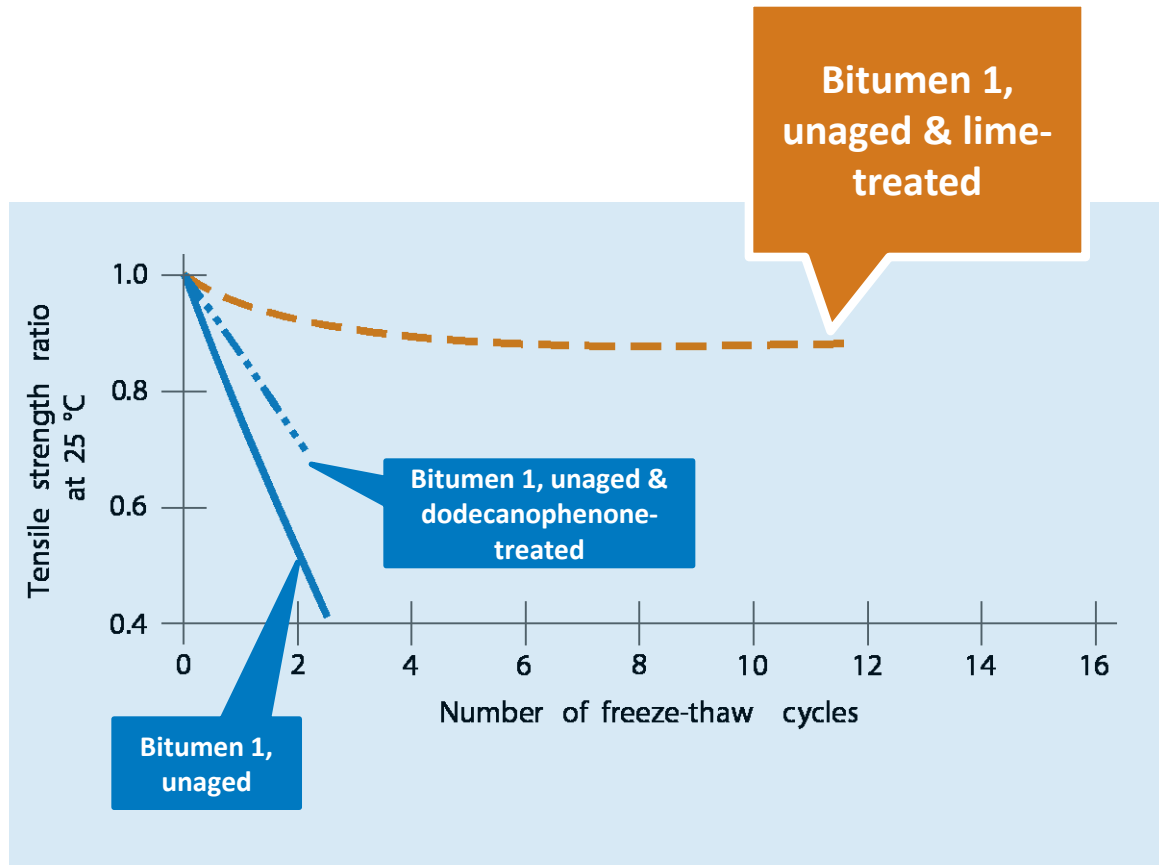 Bitumen 1,
unaged & lime-
treated
1.0
0.8
0.6
0.4
Tensile strength ratio
at 25 °C
Bitumen 1, unaged &
dodecanophenone-
treated
0 2 4 6 8 10 12 14 16
Number of freeze-thaw cycles
Bitumen 1,
unaged